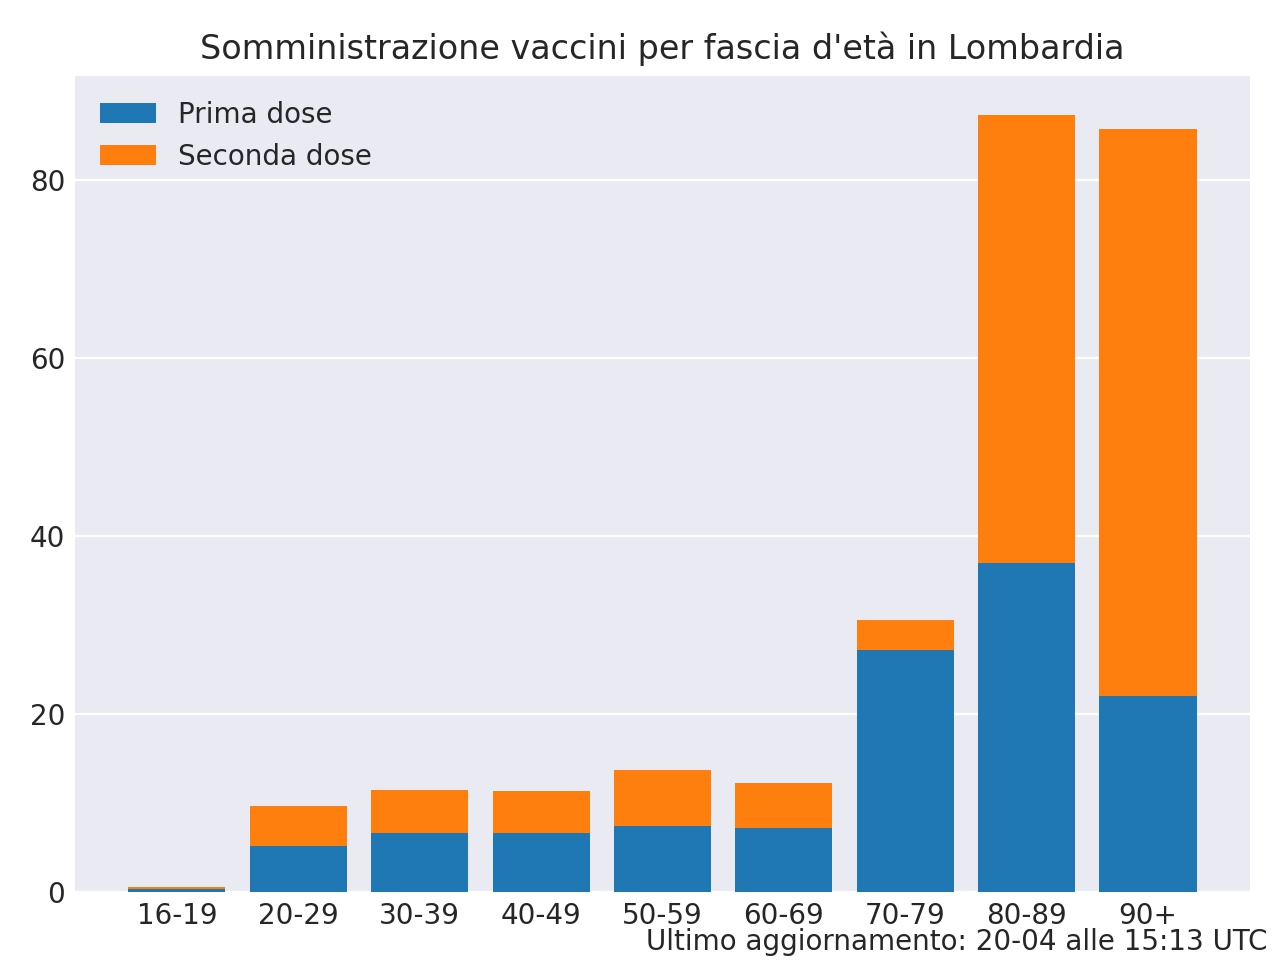 Somministrazione vaccini per fascia d'età in Lombardia
Prima dose
Seconda dose
80
60
40
20
0
16-19 20-29 30-39 40-49 50-59 60-69 70-79 80-89 90+
Ultimo aggiornamento: 20-04 alle 15:13 UTC